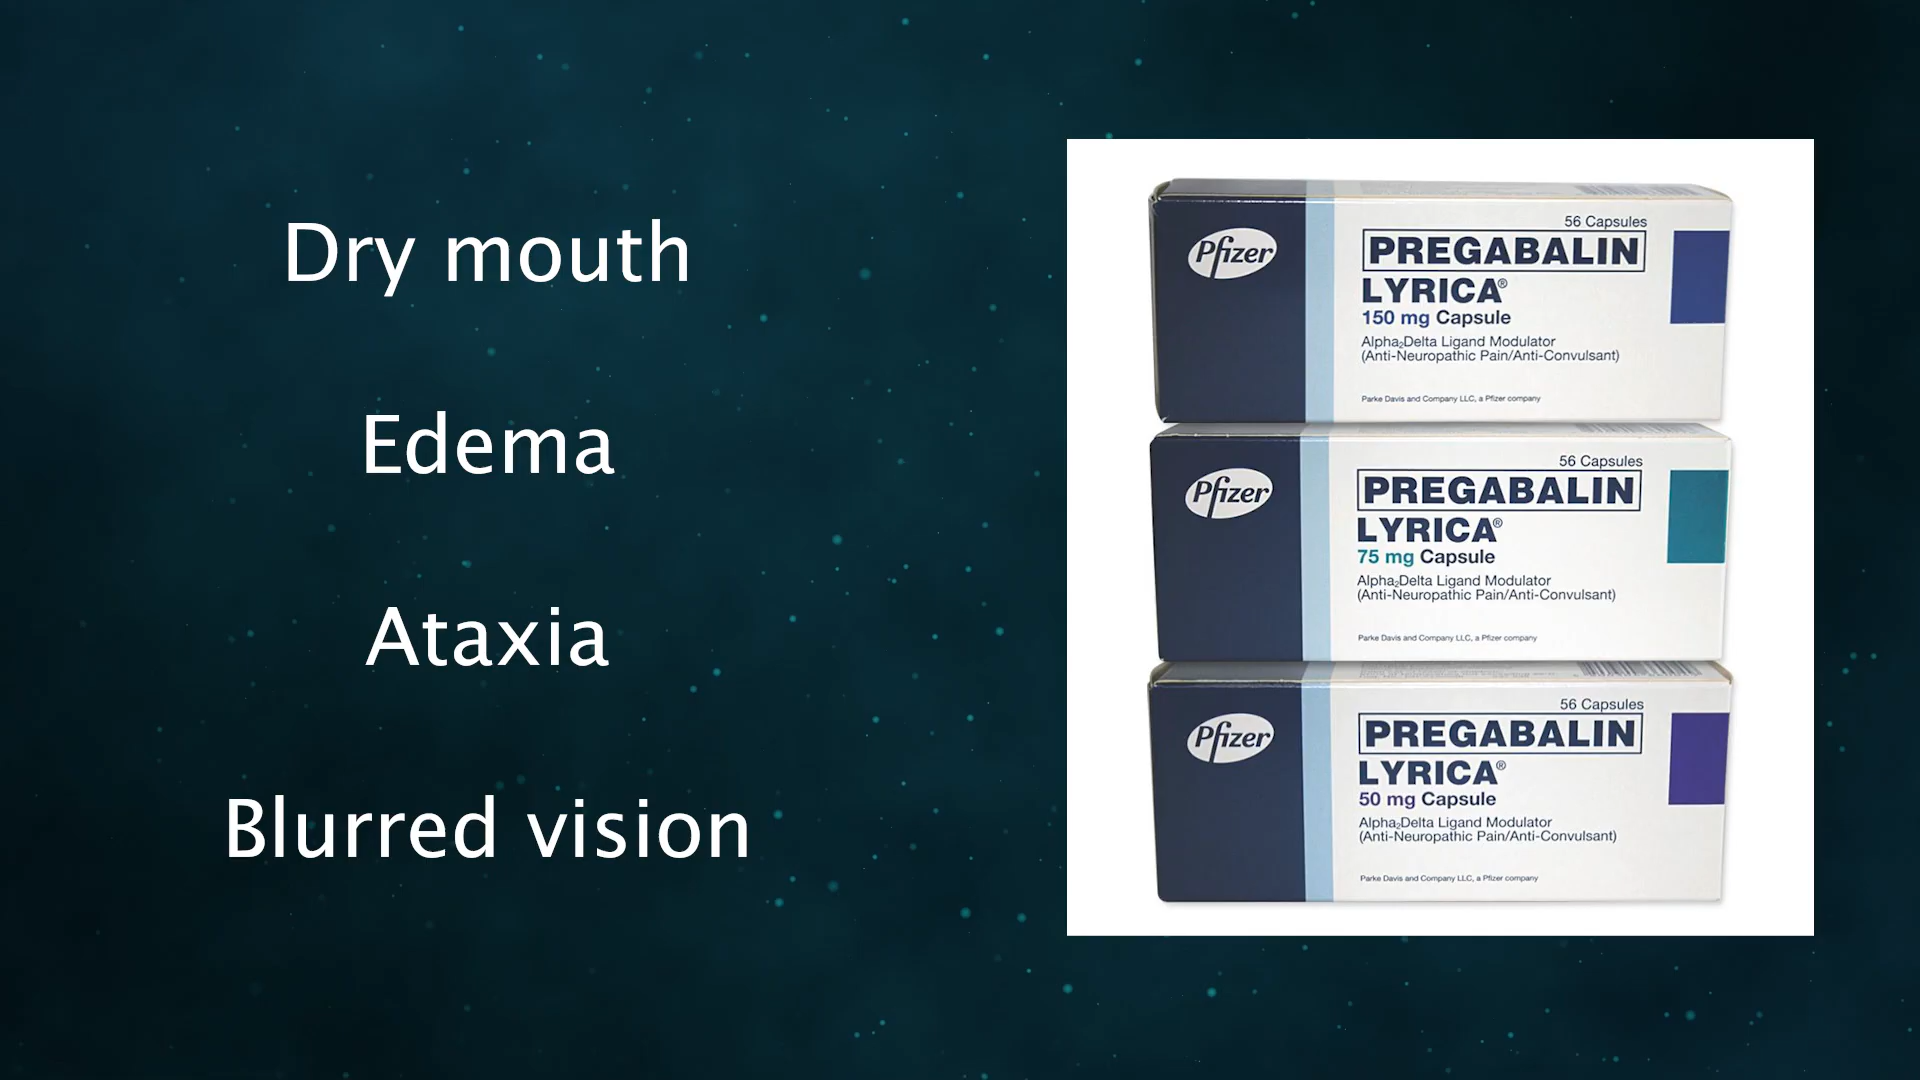 Dry mouth
Edema
Ataxia
Blurred vision
56 Capsules
Pfizer
PREGABALIN
LYRICA®
150 mg Capsule
Alpha₂Delta Ligand Modulator
(Anti-Neuropathic Pain/Anti-Convulsant)
Parke Davis and Company LLC, a Pfizer company
56 Capsules
Pfizer
PREGABALIN
LYRICA®
75 mg Capsule
Alpha₂Delta Ligand Modulator
(Anti-Neuropathic Pain/Anti-Convulsant)
Parke Davis and Company LLC, a Pfizer company
56 Capsules
Pfizer
PREGABALIN
LYRICA®
50 mg Capsule
Alpha₂Delta Ligand Modulator
(Anti-Neuropathic Pain/Anti-Convulsant)
Parke Davis and Company LLC, a Pfizer company